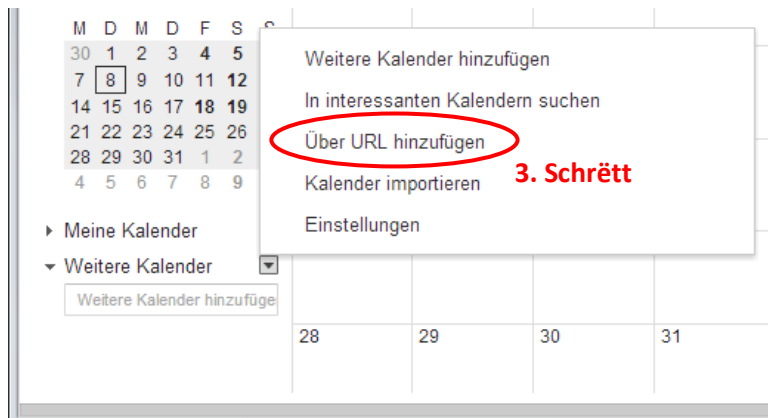 M D M D F S S
30 1 2 3 4 5
7 8 9 10 11 12
14 15 16 17 18 19
21 22 23 24 25 26
28 29 30 31 1 2
4 5 6 7 8 9
Weitere Kalender hinzufügen
In interessanten Kalendern suchen
Über URL hinzufügen
3. Schrëtt
Kalender importieren
Einstellungen
Meine Kalender
Weitere Kalender
Weitere Kalender hinzufüge
28 29 30 31